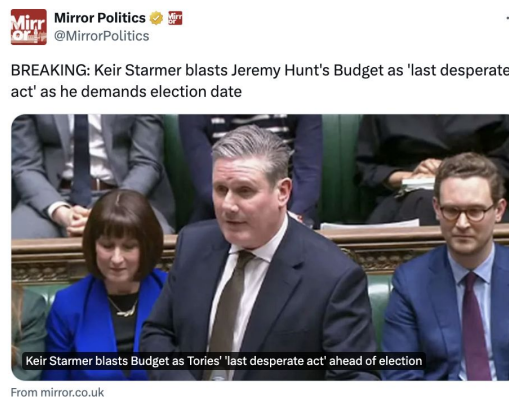 Mirror Politics
@MirrorPolitics
BREAKING: Keir Starmer blasts Jeremy Hunt's Budget as 'last desperate
act' as he demands election date
Keir Starmer blasts Budget as Tories' 'last desperate act' ahead of election
From mirror.co.uk